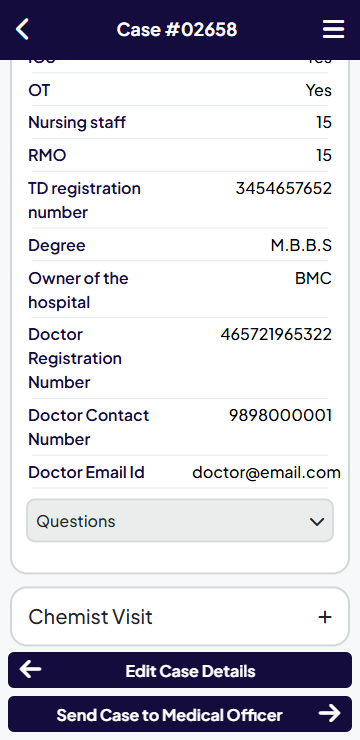 Case #02658
OT Yes
Nursing staff 15
RMO 15
TD registration 3454657652
number
Degree M.B.B.S
Owner of the BMC
hospital
Doctor 465721965322
Registration
Number
Doctor Contact 9898000001
Number
Doctor Email Id doctor@email.com
Questions
Chemist Visit +
Edit Case Details
Send Case to Medical Officer